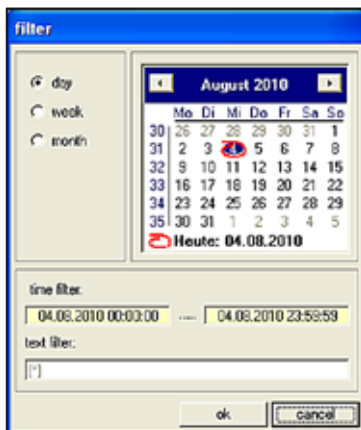 filter
day
week
month
August 2010
Mo Di Mi Do Fr Sa So
30 26 27 28 29 30 31 1
31 2 3 4 5 6 7 8
32 9 10 11 12 13 14 15
33 16 17 18 19 20 21 22
34 23 24 25 26 27 28 29
35 30 31 1 2 3 4 5
Heute: 04.08.2010
time filter:
04.08.2010 00:00:00 ---- 04.08.2010 23:59:59
text filter:
[*]
ok cancel